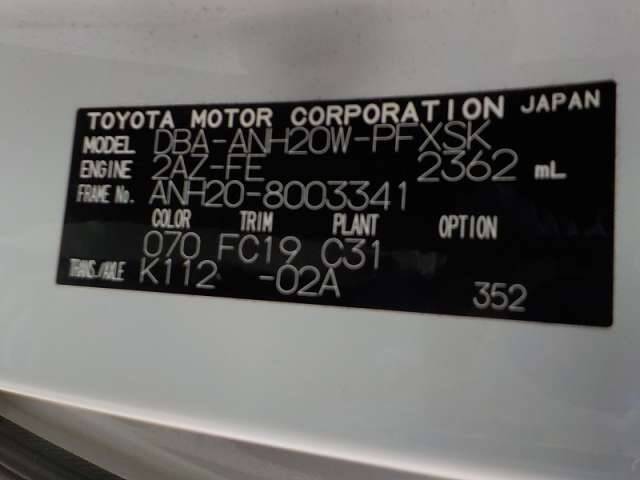 TOYOTA MOTOR CORPORATION JAPAN
MODEL DBA-ANH20W-PFXSK
ENGINE 2AZ-FE 2362 mL
FRAME No. ANH20-8003341
COLOR TRIM PLANT OPTION
070 FC19 C31
TRANS./AXLE K112 -02A
352